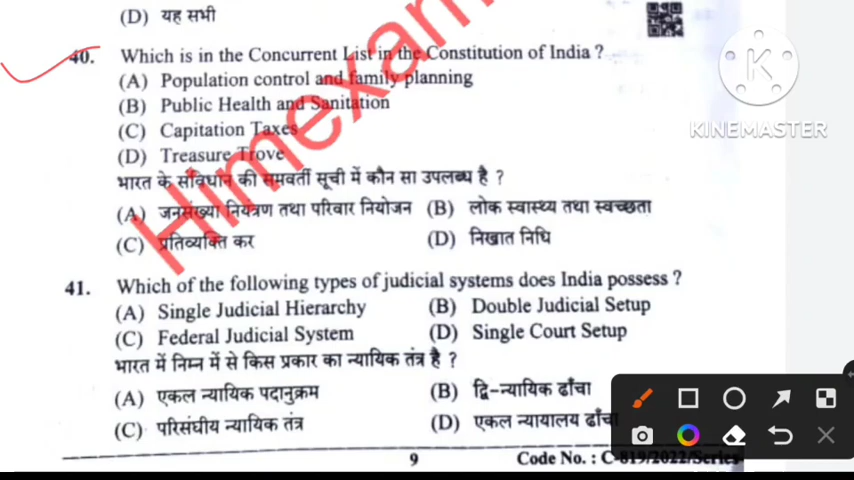 (D) यह सभी
40. Which is in the Concurrent List in the Constitution of India ?
(A) Population control and family planning
(B) Public Health and Sanitation
(C) Capitation Taxes
(D) Treasure Trove
भारत के संविधान की समवर्ती सूची में कौन सा उपलब्ध है ?
(A) जनसंख्या नियंत्रण तथा परिवार नियोजन (B) लोक स्वास्थ्य तथा स्वच्छता
(C) प्रतिव्यक्ति कर (D) निखात निधि
41. Which of the following types of judicial systems does India possess ?
(A) Single Judicial Hierarchy (B) Double Judicial Setup
(C) Federal Judicial System (D) Single Court Setup
भारत में निम्न में से किस प्रकार का न्यायिक तंत्र है ?
(A) एकल न्यायिक पदानुक्रम (B) द्वि-न्यायिक ढाँचा
(C) परिसंघीय न्यायिक तंत्र (D) एकल न्यायालय ढाँचा
9 Code No. : C-819/2022/Series-
Himexam
K
KINEMASTER